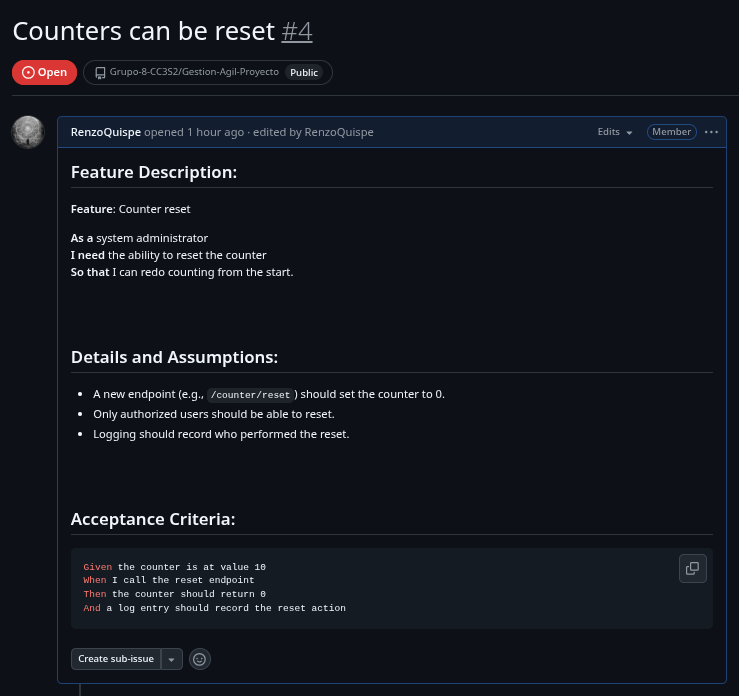 Counters can be reset #4
Open Grupo-8-CC3S2/Gestion-Agil-Proyecto Public
RenzoQuispe opened 1 hour ago · edited by RenzoQuispe Edits Member
Feature Description:
Feature: Counter reset
As a system administrator
I need the ability to reset the counter
So that I can redo counting from the start.
Details and Assumptions:
• A new endpoint (e.g., /counter/reset) should set the counter to 0.
• Only authorized users should be able to reset.
• Logging should record who performed the reset.
Acceptance Criteria:
Given the counter is at value 10
When I call the reset endpoint
Then the counter should return 0
And a log entry should record the reset action
Create sub-issue